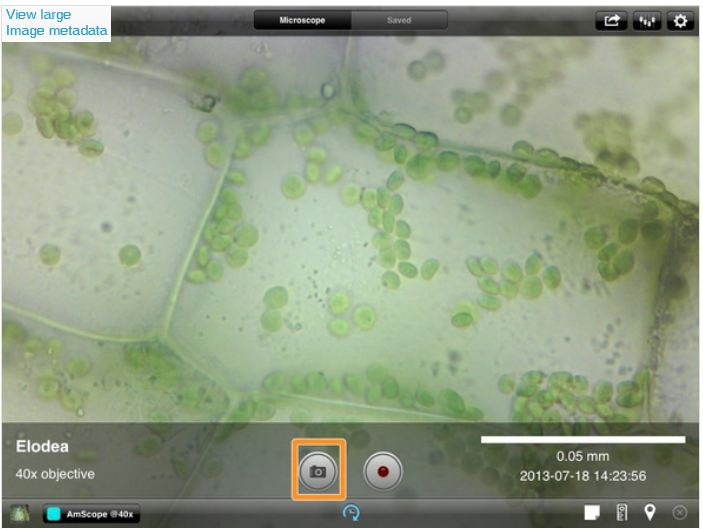 View large
Image metadata
Microscope
Saved
Elodea
40x objective
0.05 mm
2013-07-18 14:23:56
AmScope @40x